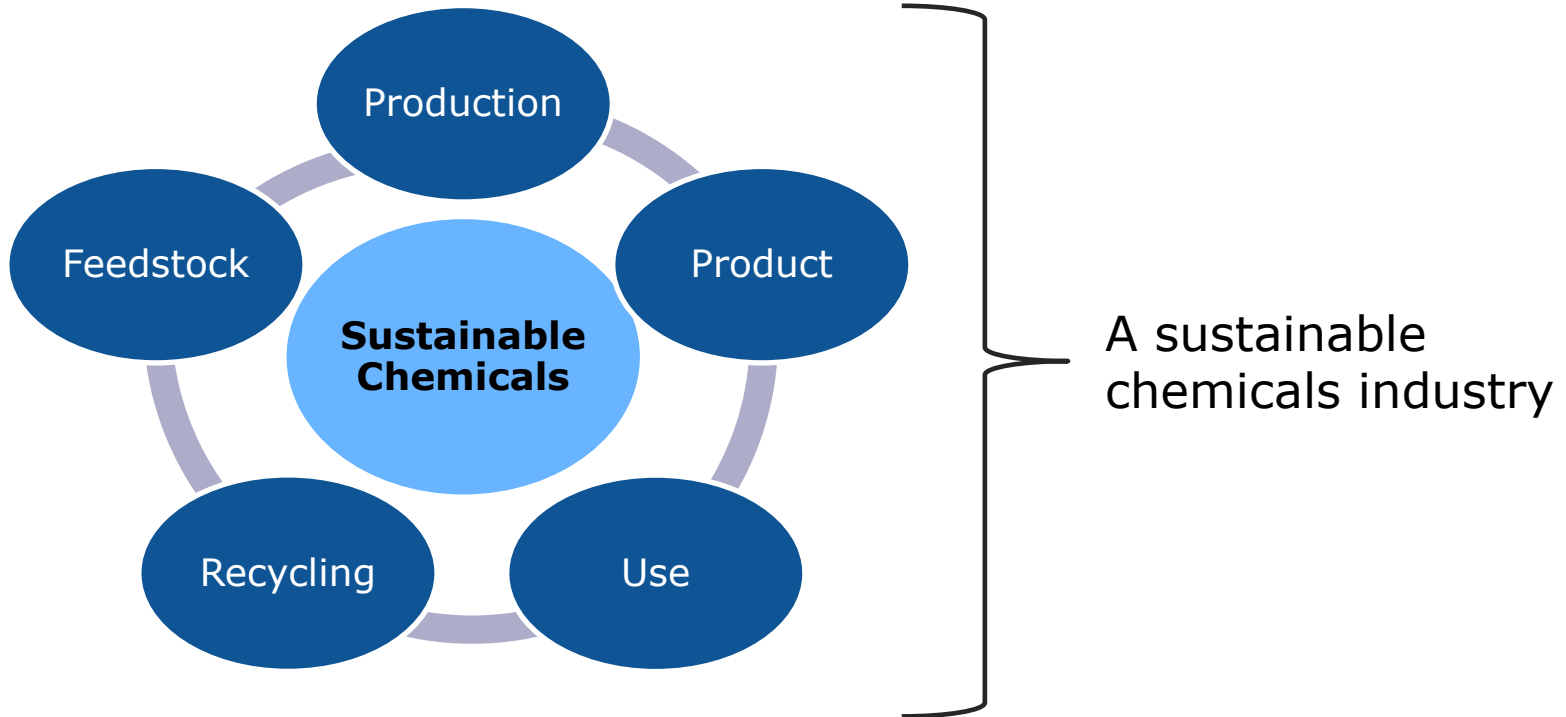 Production
Feedstock
Product
Sustainable
Chemicals
Recycling
Use
A sustainable
chemicals industry